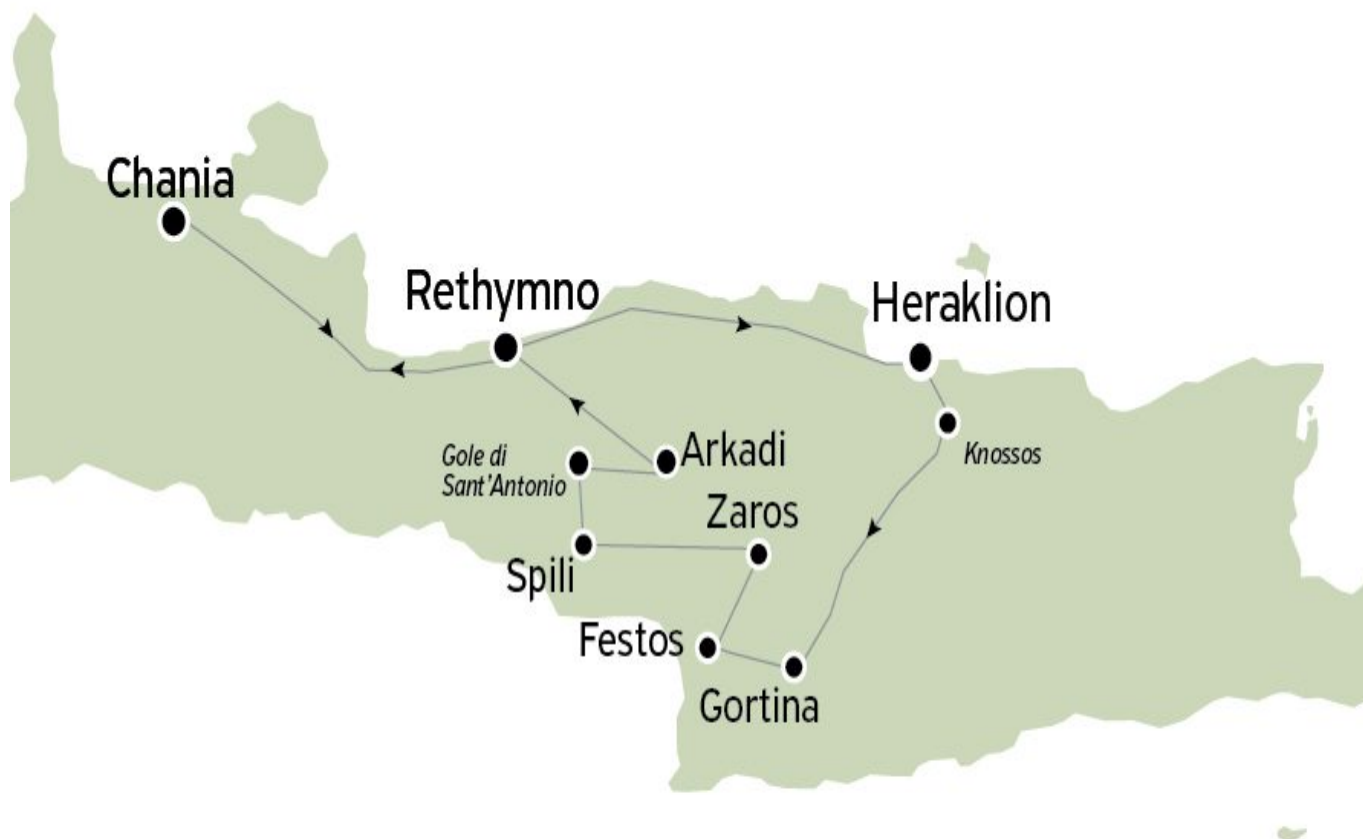 Chania
Rethymno
Heraklion
Knossos
Arkadi
Gole di
Sant'Antonio
Zaros
Spili
Festos
Gortina